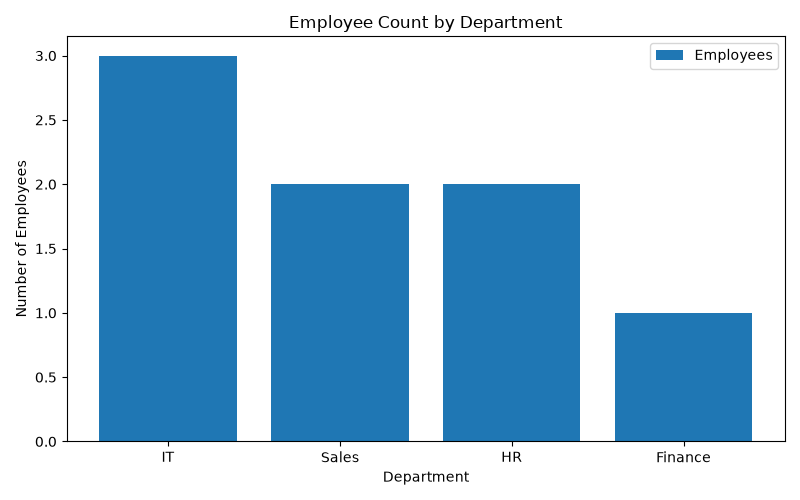 Employee Count by Department
Employees
Number of Employees
3.0
2.5
2.0
1.5
1.0
0.5
0.0
IT Sales HR Finance
Department